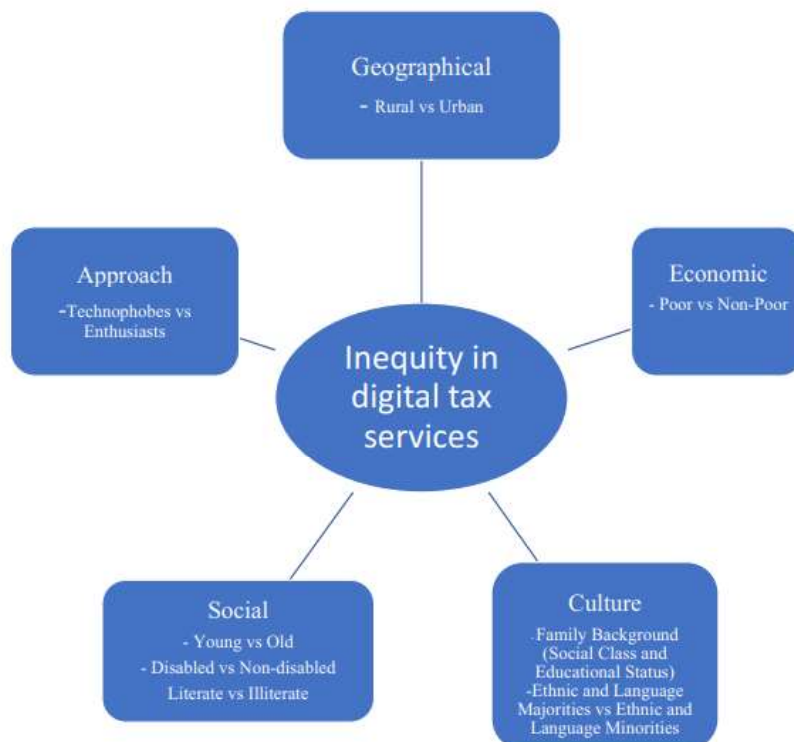 Geographical
- Rural vs Urban
Approach
-Technophobes vs
Enthusiasts
Economic
- Poor vs Non-Poor
Inequity in
digital tax
services
Social
- Young vs Old
- Disabled vs Non-disabled
Literate vs Illiterate
Culture
-Family Background
(Social Class and
Educational Status)
-Ethnic and Language
Majorities vs Ethnic and
Language Minorities